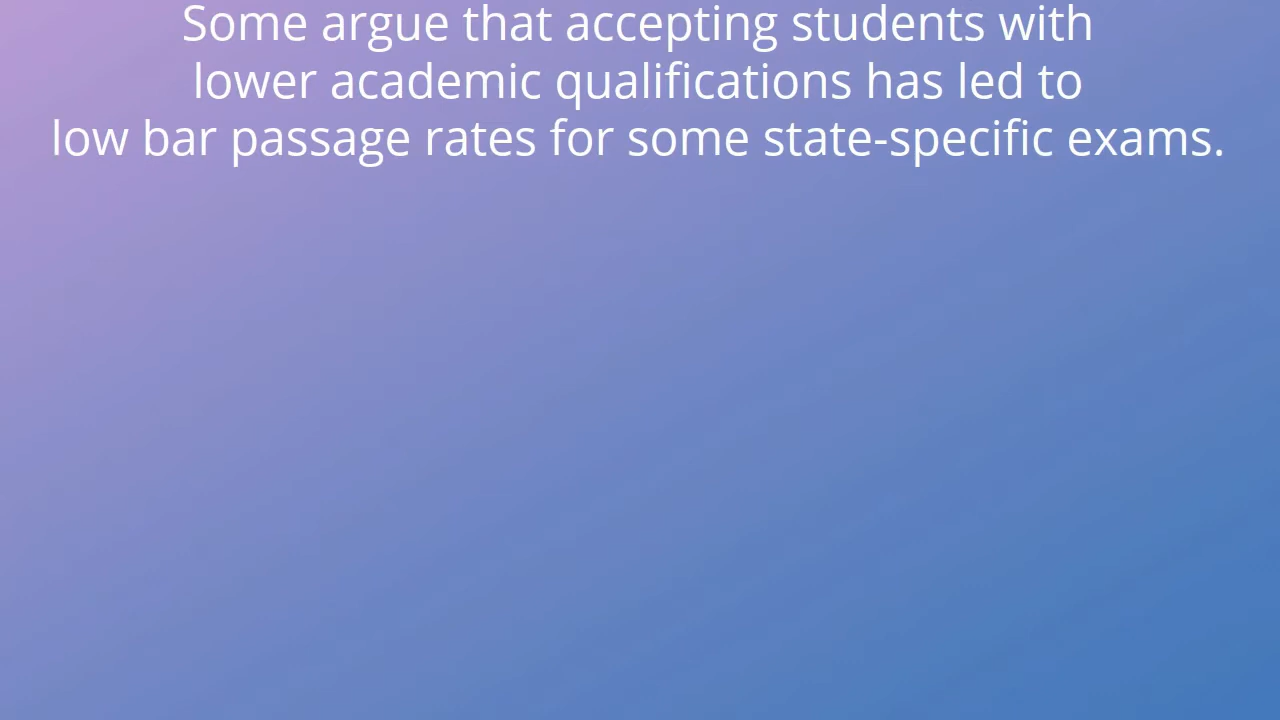 Some argue that accepting students with
lower academic qualifications has led to
low bar passage rates for some state-specific exams.